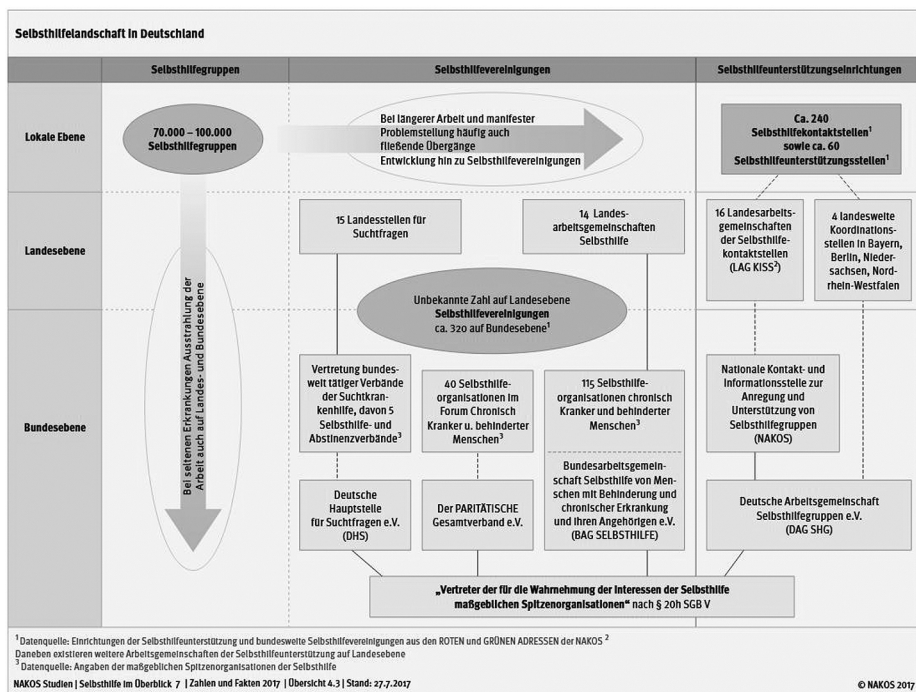 Selbsthilfelandschaft in Deutschland
Selbsthilfegruppen
Selbsthilfevereinigungen
Selbsthilfeunterstützungseinrichtungen
Lokale Ebene
70.000 – 100.000
Selbsthilfegruppen
Bei längerer Arbeit und manifester
Problemstellung häufig auch
fließende Übergänge
Entwicklung hin zu Selbsthilfevereinigungen
Ca. 240
Selbsthilfekontaktstellen¹
sowie ca. 60
Selbsthilfeunterstützungsstellen¹
Landesebene
15 Landesstellen für
Suchtfragen
14 Landes-
arbeitsgemeinschaften
Selbsthilfe
16 Landesarbeits-
gemeinschaften
der Selbsthilfe-
kontaktstellen
(LAG KISS²)
4 landesweite
Koordinations-
stellen in Bayern,
Berlin, Nieder-
sachsen, Nord-
rhein-Westfalen
Unbekannte Zahl auf Landesebene
Selbsthilfevereinigungen
ca. 320 auf Bundesebene¹
Bei seltenen Erkrankungen Ausstrahlung der
Arbeit auch auf Landes- und Bundesebene
Bundesebene
Vertretung bundes-
weit tätiger Verbände
der Suchtkran-
kenhilfe, davon 5
Selbsthilfe- und
Abstinenzverbände³
40 Selbsthilfe-
organisationen im
Forum Chronisch
Kranker u. behinderter
Menschen³
115 Selbsthilfe-
organisationen chronisch
Kranker und behinderter
Menschen³
Nationale Kontakt- und
Informationsstelle zur
Anregung und
Unterstützung von
Selbsthilfegruppen
(NAKOS)
Deutsche
Hauptstelle
für Suchtfragen e.V.
(DHS)
Der PARITÄTISCHE
Gesamtverband e.V.
Bundesarbeitsgemein-
schaft Selbsthilfe von Men-
schen mit Behinderung und
chronischer Erkrankung
und ihren Angehörigen e.V.
(BAG SELBSTHILFE)
Deutsche Arbeitsgemeinschaft
Selbsthilfegruppen e.V.
(DAG SHG)
„Vertreter der für die Wahrnehmung der Interessen der Selbsthilfe
maßgeblichen Spitzenorganisationen“ nach § 20h SGB V
¹ Datenquelle: Einrichtungen der Selbsthilfeunterstützung und bundesweite Selbsthilfevereinigungen aus den ROTEN und GRÜNEN ADRESSEN der NAKOS ²
Daneben existieren weitere Arbeitsgemeinschaften der Selbsthilfeunterstützung auf Landesebene
³ Datenquelle: Angaben der maßgeblichen Spitzenorganisationen der Selbsthilfe
NAKOS Studien | Selbsthilfe im Überblick 7 | Zahlen und Fakten 2017 | Übersicht 4.3 | Stand: 27.7.2017
© NAKOS 2017